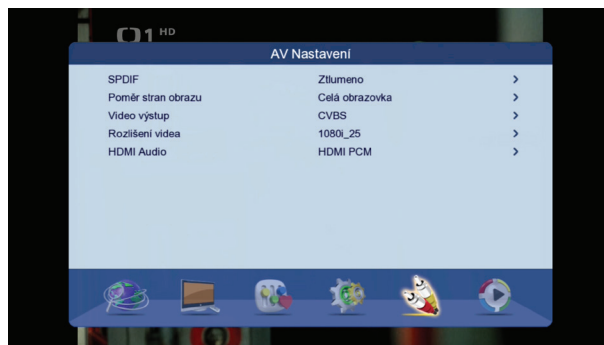 1 HD
AV Nastavení
SPDIF Ztlumeno >
Poměr stran obrazu Celá obrazovka >
Video výstup CVBS >
Rozlišení videa 1080i_25 >
HDMI Audio HDMI PCM >